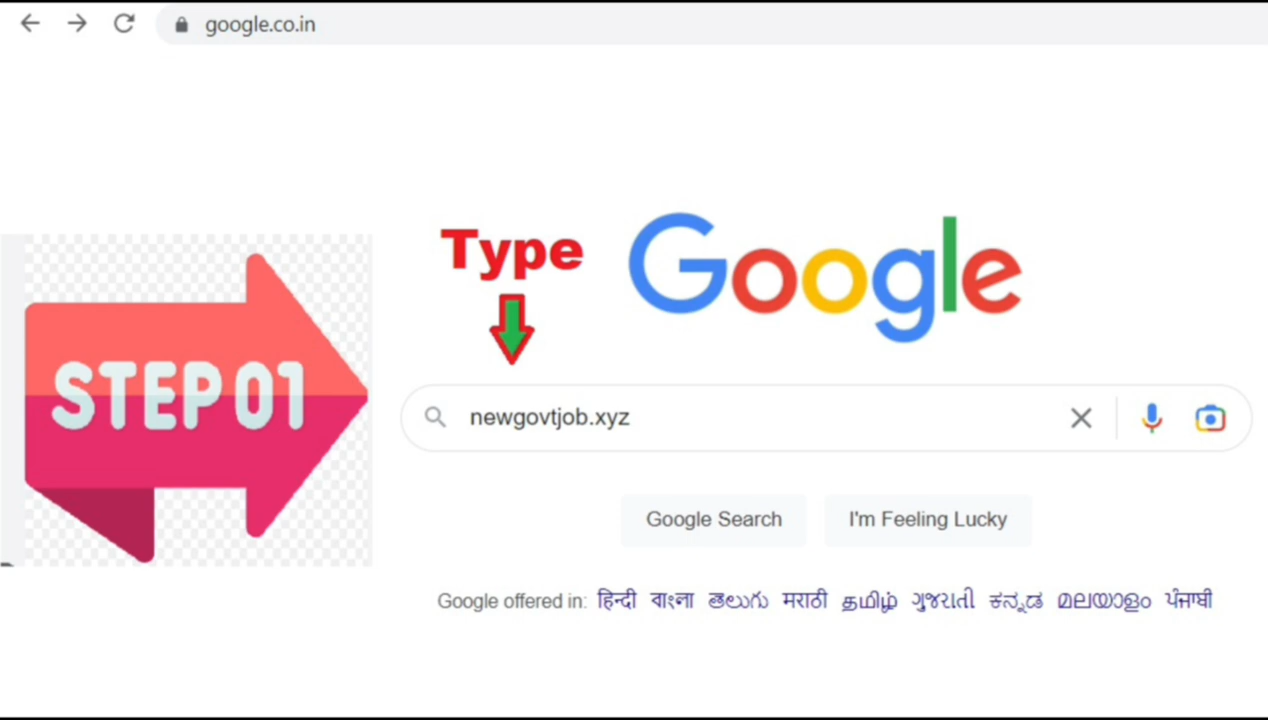 google.co.in
Type
Google
STEP 01
newgovtjob.xyz
Google Search
I'm Feeling Lucky
Google offered in: हिन्दी বাংলা తెలుగు मराठी தமிழ் ગુજરાતી ಕನ್ನಡ മലയാളം ਪੰਜਾਬੀ